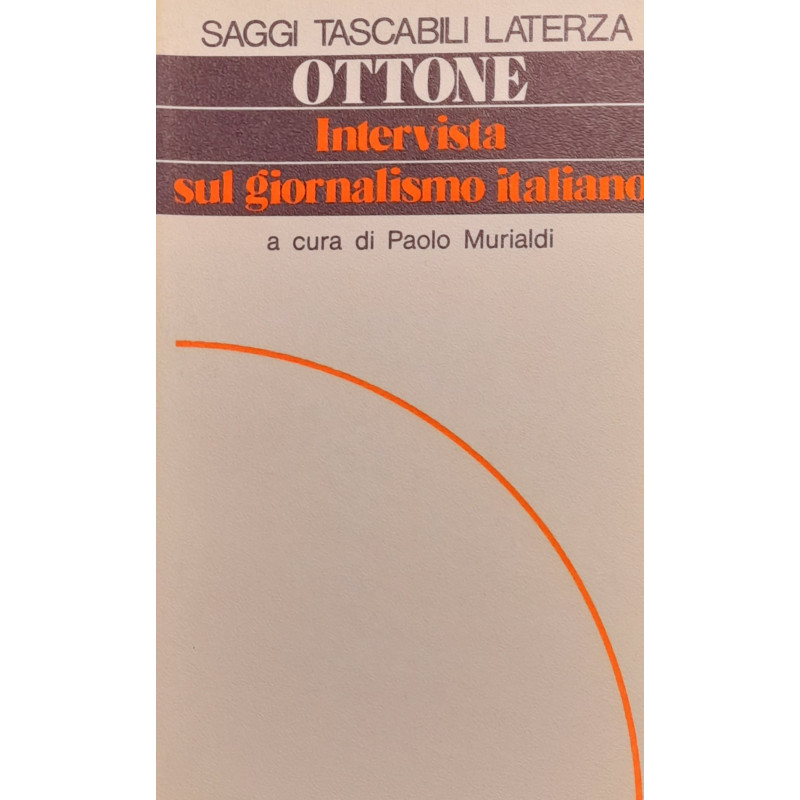 SAGGI TASCABILI LATERZA
OTTONE
Intervista
sul giornalismo italiano
a cura di Paolo Murialdi